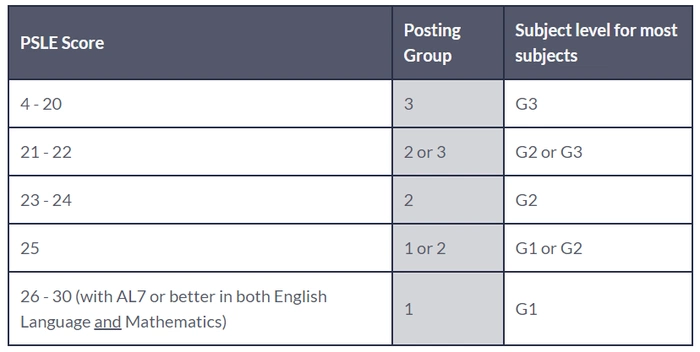 PSLE Score
Posting
Group
Subject level for most
subjects
4 - 20
3
G3
21 - 22
2 or 3
G2 or G3
23 - 24
2
G2
25
1 or 2
G1 or G2
26 - 30 (with AL7 or better in both English
Language and Mathematics)
1
G1